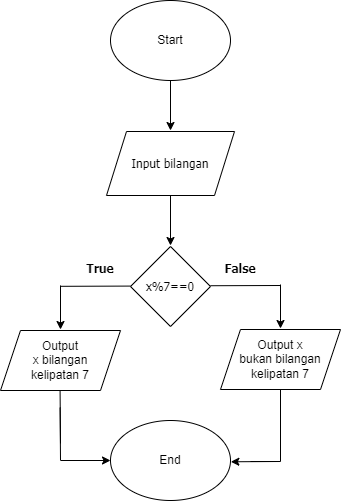 Start
Input bilangan
True
False
x%7==0
Output
x bilangan
kelipatan 7
Output x
bukan bilangan
kelipatan 7
End